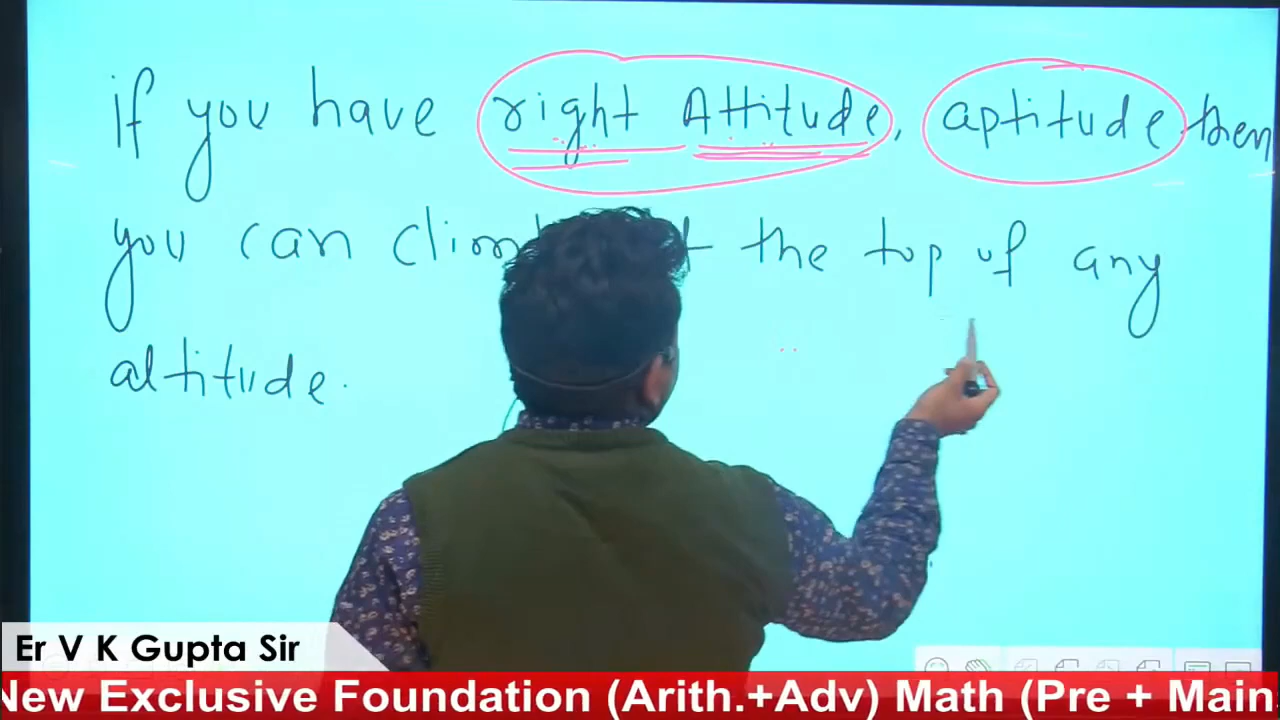 if you have right Attitude, aptitude then
you can the top of any
altitude.
Er V K Gupta Sir
New Exclusive Foundation (Arith.+Adv) Math (Pre + Main